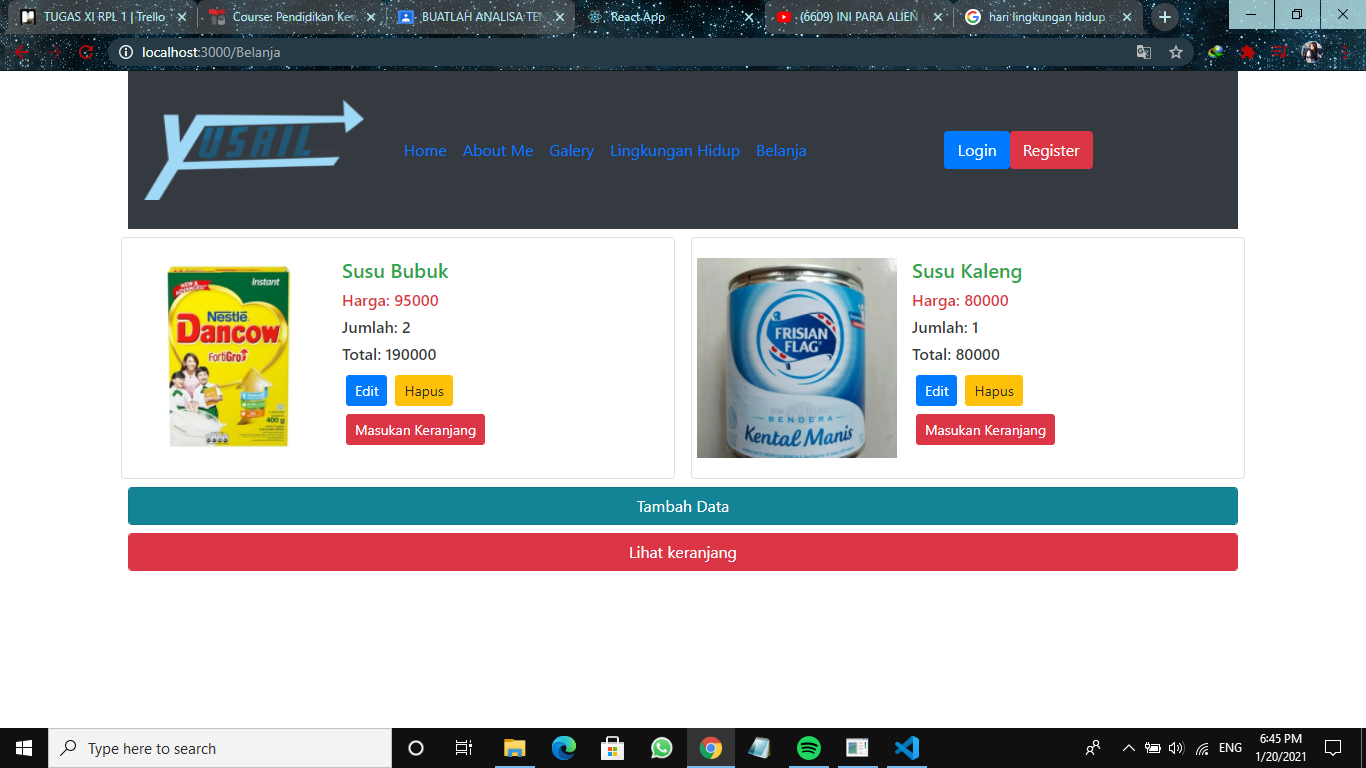 TUGAS XI RPL 1 | Trello
Course: Pendidikan Ke
BUATLAH ANALISA TE
React App
(6609) INI PARA ALIEN
hari lingkungan hidup
localhost:3000/Belanja
YUSRIL
Home
About Me
Galery
Lingkungan Hidup
Belanja
Login
Register
NEW & ADVANCED
Instant
Nestlé
Dancow
FortiGro
400 g
Susu Bubuk
Harga: 95000
Jumlah: 2
Total: 190000
Edit
Hapus
Masukan Keranjang
FRISIAN
FLAG
BENDERA
Kental Manis
Susu Kaleng
Harga: 80000
Jumlah: 1
Total: 80000
Edit
Hapus
Masukan Keranjang
Tambah Data
Lihat keranjang
Type here to search
ENG
6:45 PM
1/20/2021